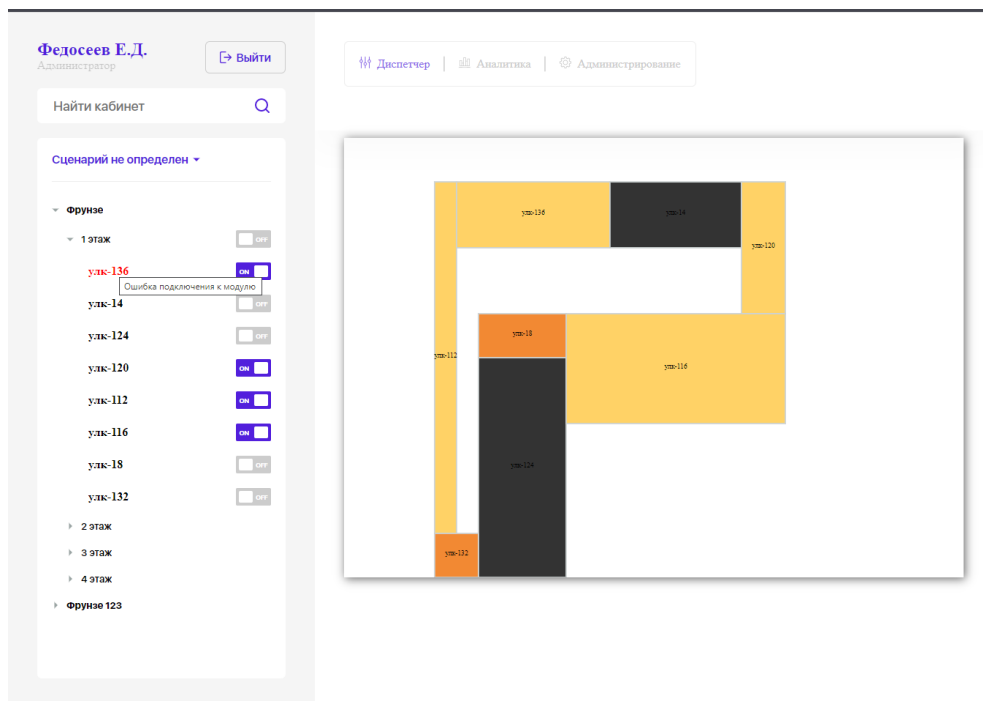 Федосеев Е.Д.
Администратор
Выйти
Найти кабинет
Сценарий не определен
Фрунзе
1 этаж OFF
улк-136 ON
Ошибка подключения к модулю
улк-14 OFF
улк-124 OFF
улк-120 ON
улк-112 ON
улк-116 ON
улк-18 OFF
улк-132 OFF
2 этаж
3 этаж
4 этаж
Фрунзе 123
Диспетчер | Аналитика | Администрирование
улк-136
улк-14
улк-120
улк-18
улк-112
улк-116
улк-124
улк-132